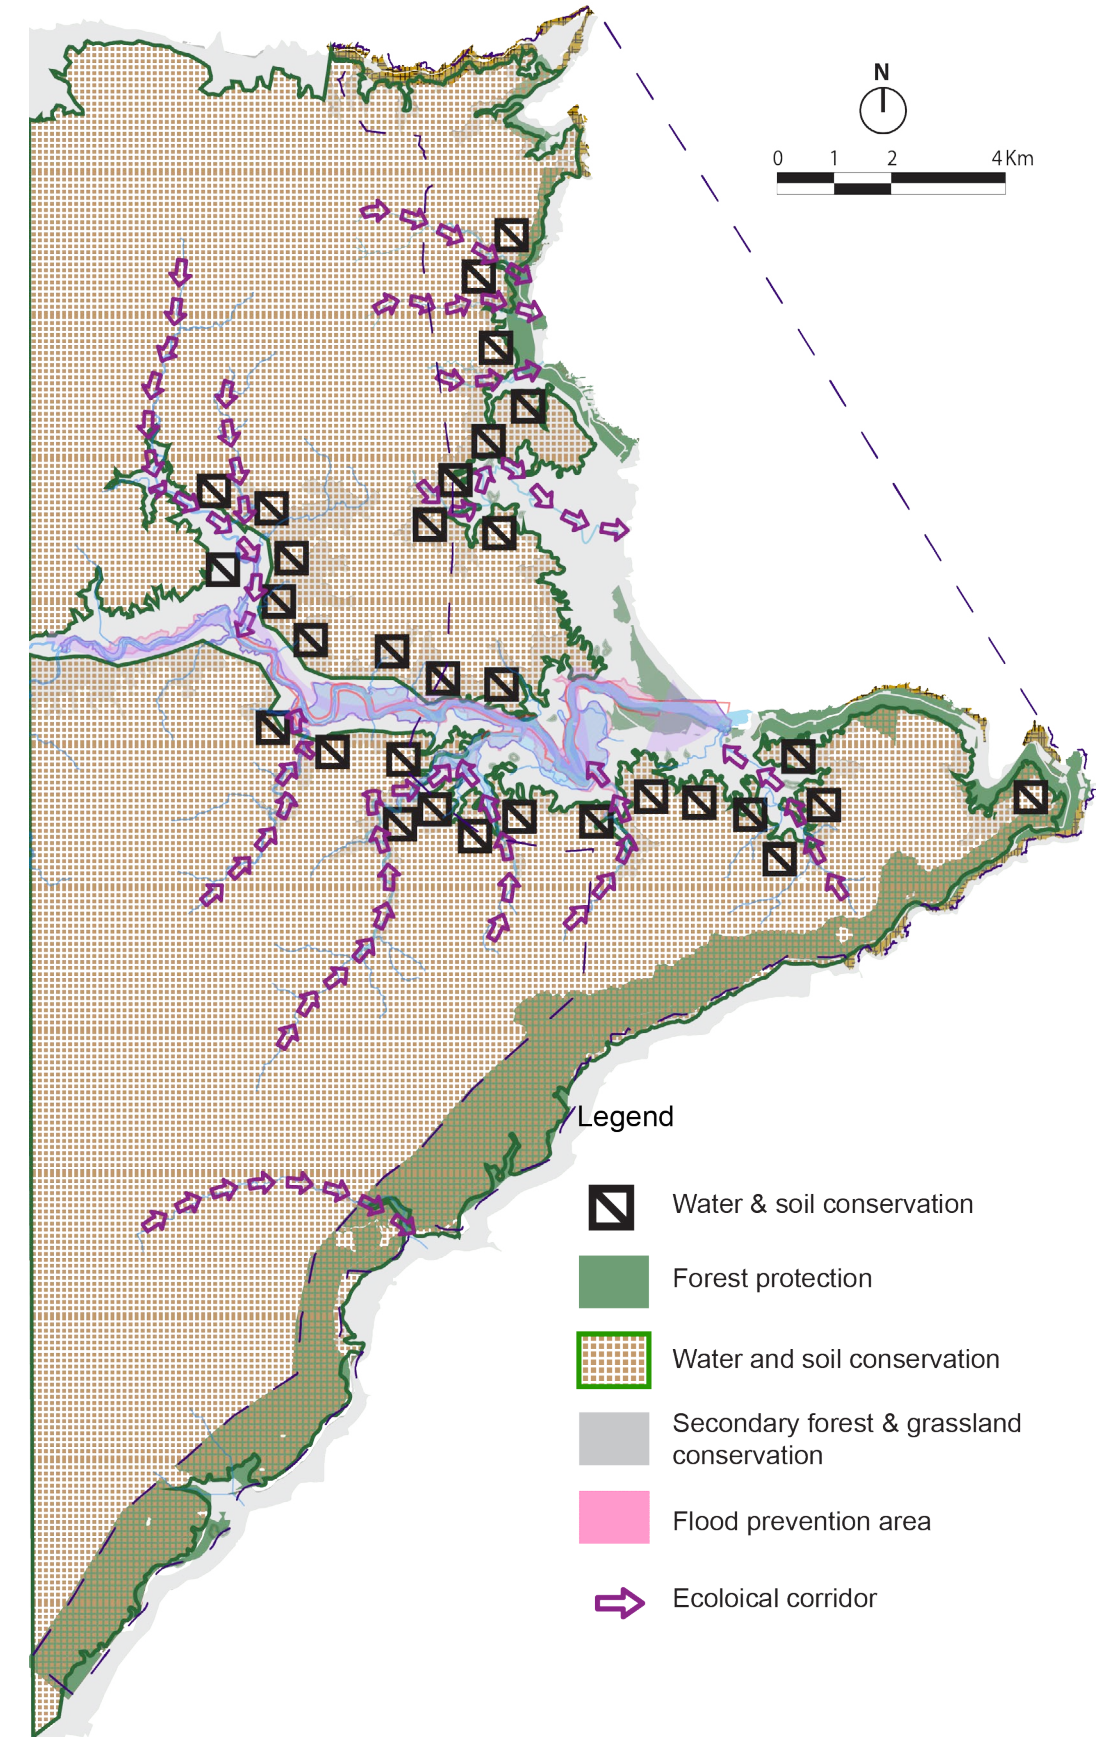 N
0 1 2 4 Km
Legend
Water & soil conservation
Forest protection
Water and soil conservation
Secondary forest & grassland
conservation
Flood prevention area
Ecoloical corridor